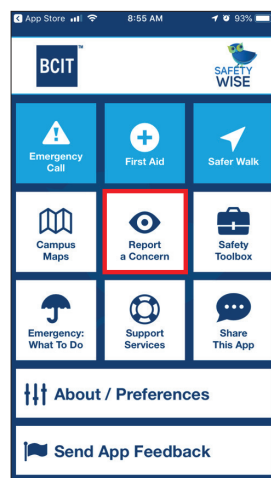 App Store 8:55 AM 93%
BCIT™
SAFETY
WISE
Emergency
Call
First Aid
Safer Walk
Campus
Maps
Report
a Concern
Safety
Toolbox
Emergency:
What To Do
Support
Services
Share
This App
About / Preferences
Send App Feedback